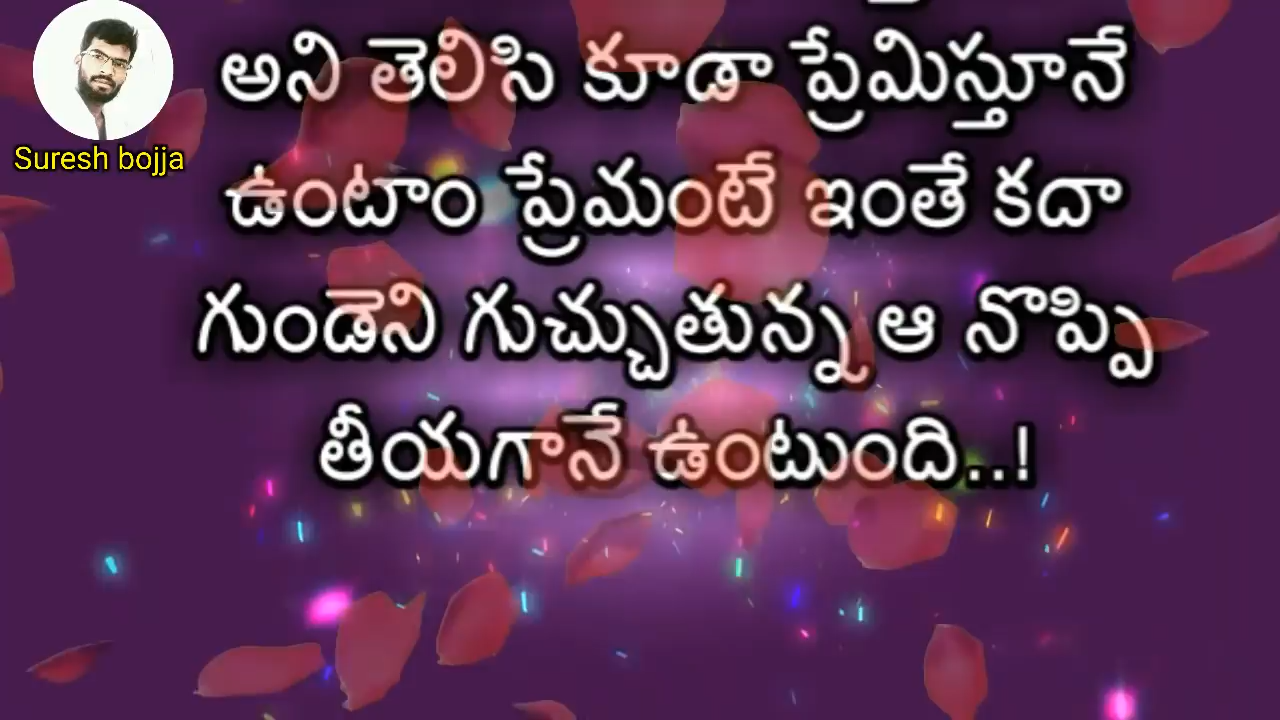 Suresh bojja
అని తెలిసి కూడా ప్రేమిస్తూనే
ఉంటాం ప్రేమంటే ఇంతే కదా
గుండెని గుచ్చుతున్న ఆ నొప్పి
తీయగానే ఉంటుంది..!